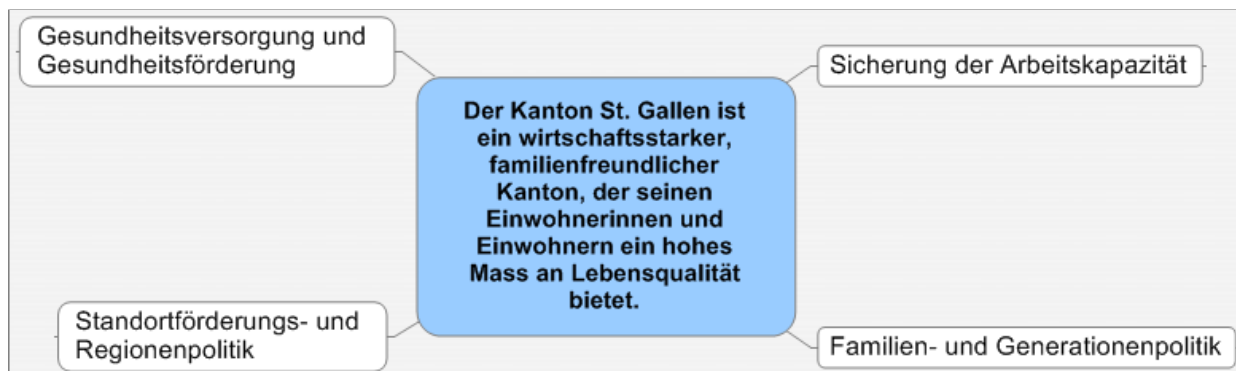 Gesundheitsversorgung und
Gesundheitsförderung
Sicherung der Arbeitskapazität
Der Kanton St. Gallen ist
ein wirtschaftsstarker,
familienfreundlicher
Kanton, der seinen
Einwohnerinnen und
Einwohnern ein hohes
Mass an Lebensqualität
bietet.
Standortförderungs- und
Regionenpolitik
Familien- und Generationenpolitik